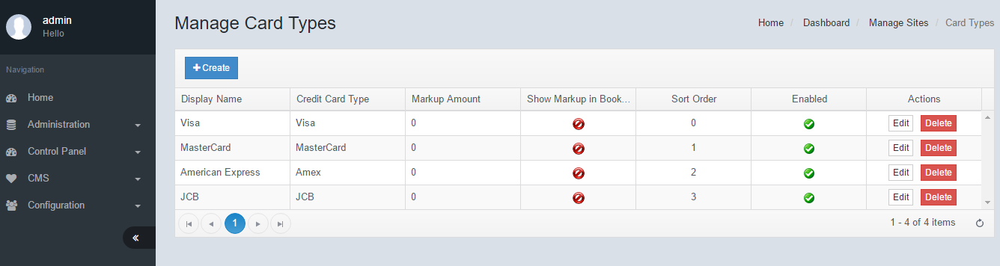 admin
Hello
Navigation
Home
Administration
Control Panel
CMS
Configuration
Manage Card Types
Home / Dashboard / Manage Sites / Card Types
Create
Display Name Credit Card Type Markup Amount Show Markup in Book... Sort Order Enabled Actions
Visa Visa 0 0 Edit Delete
MasterCard MasterCard 0 1 Edit Delete
American Express Amex 0 2 Edit Delete
JCB JCB 0 3 Edit Delete
1 1 - 4 of 4 items